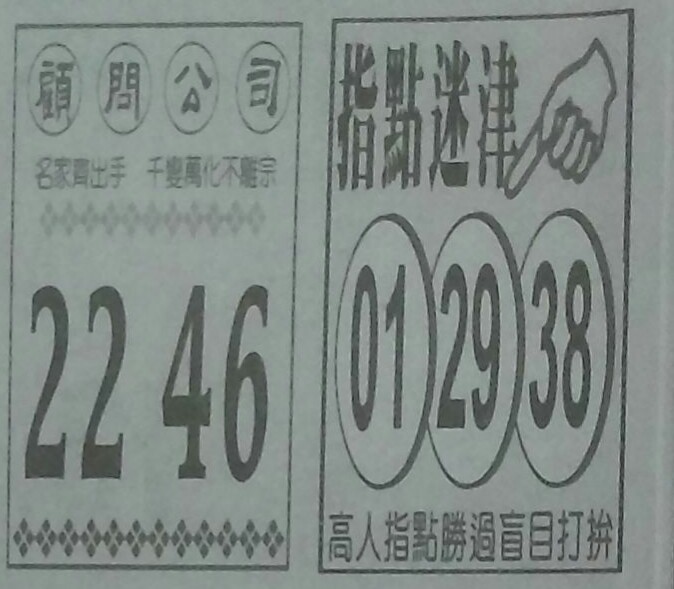 顧問公司
名家齊出手 千變萬化不離宗
22 46
指點迷津
01 29 38
高人指點勝過盲目打拚